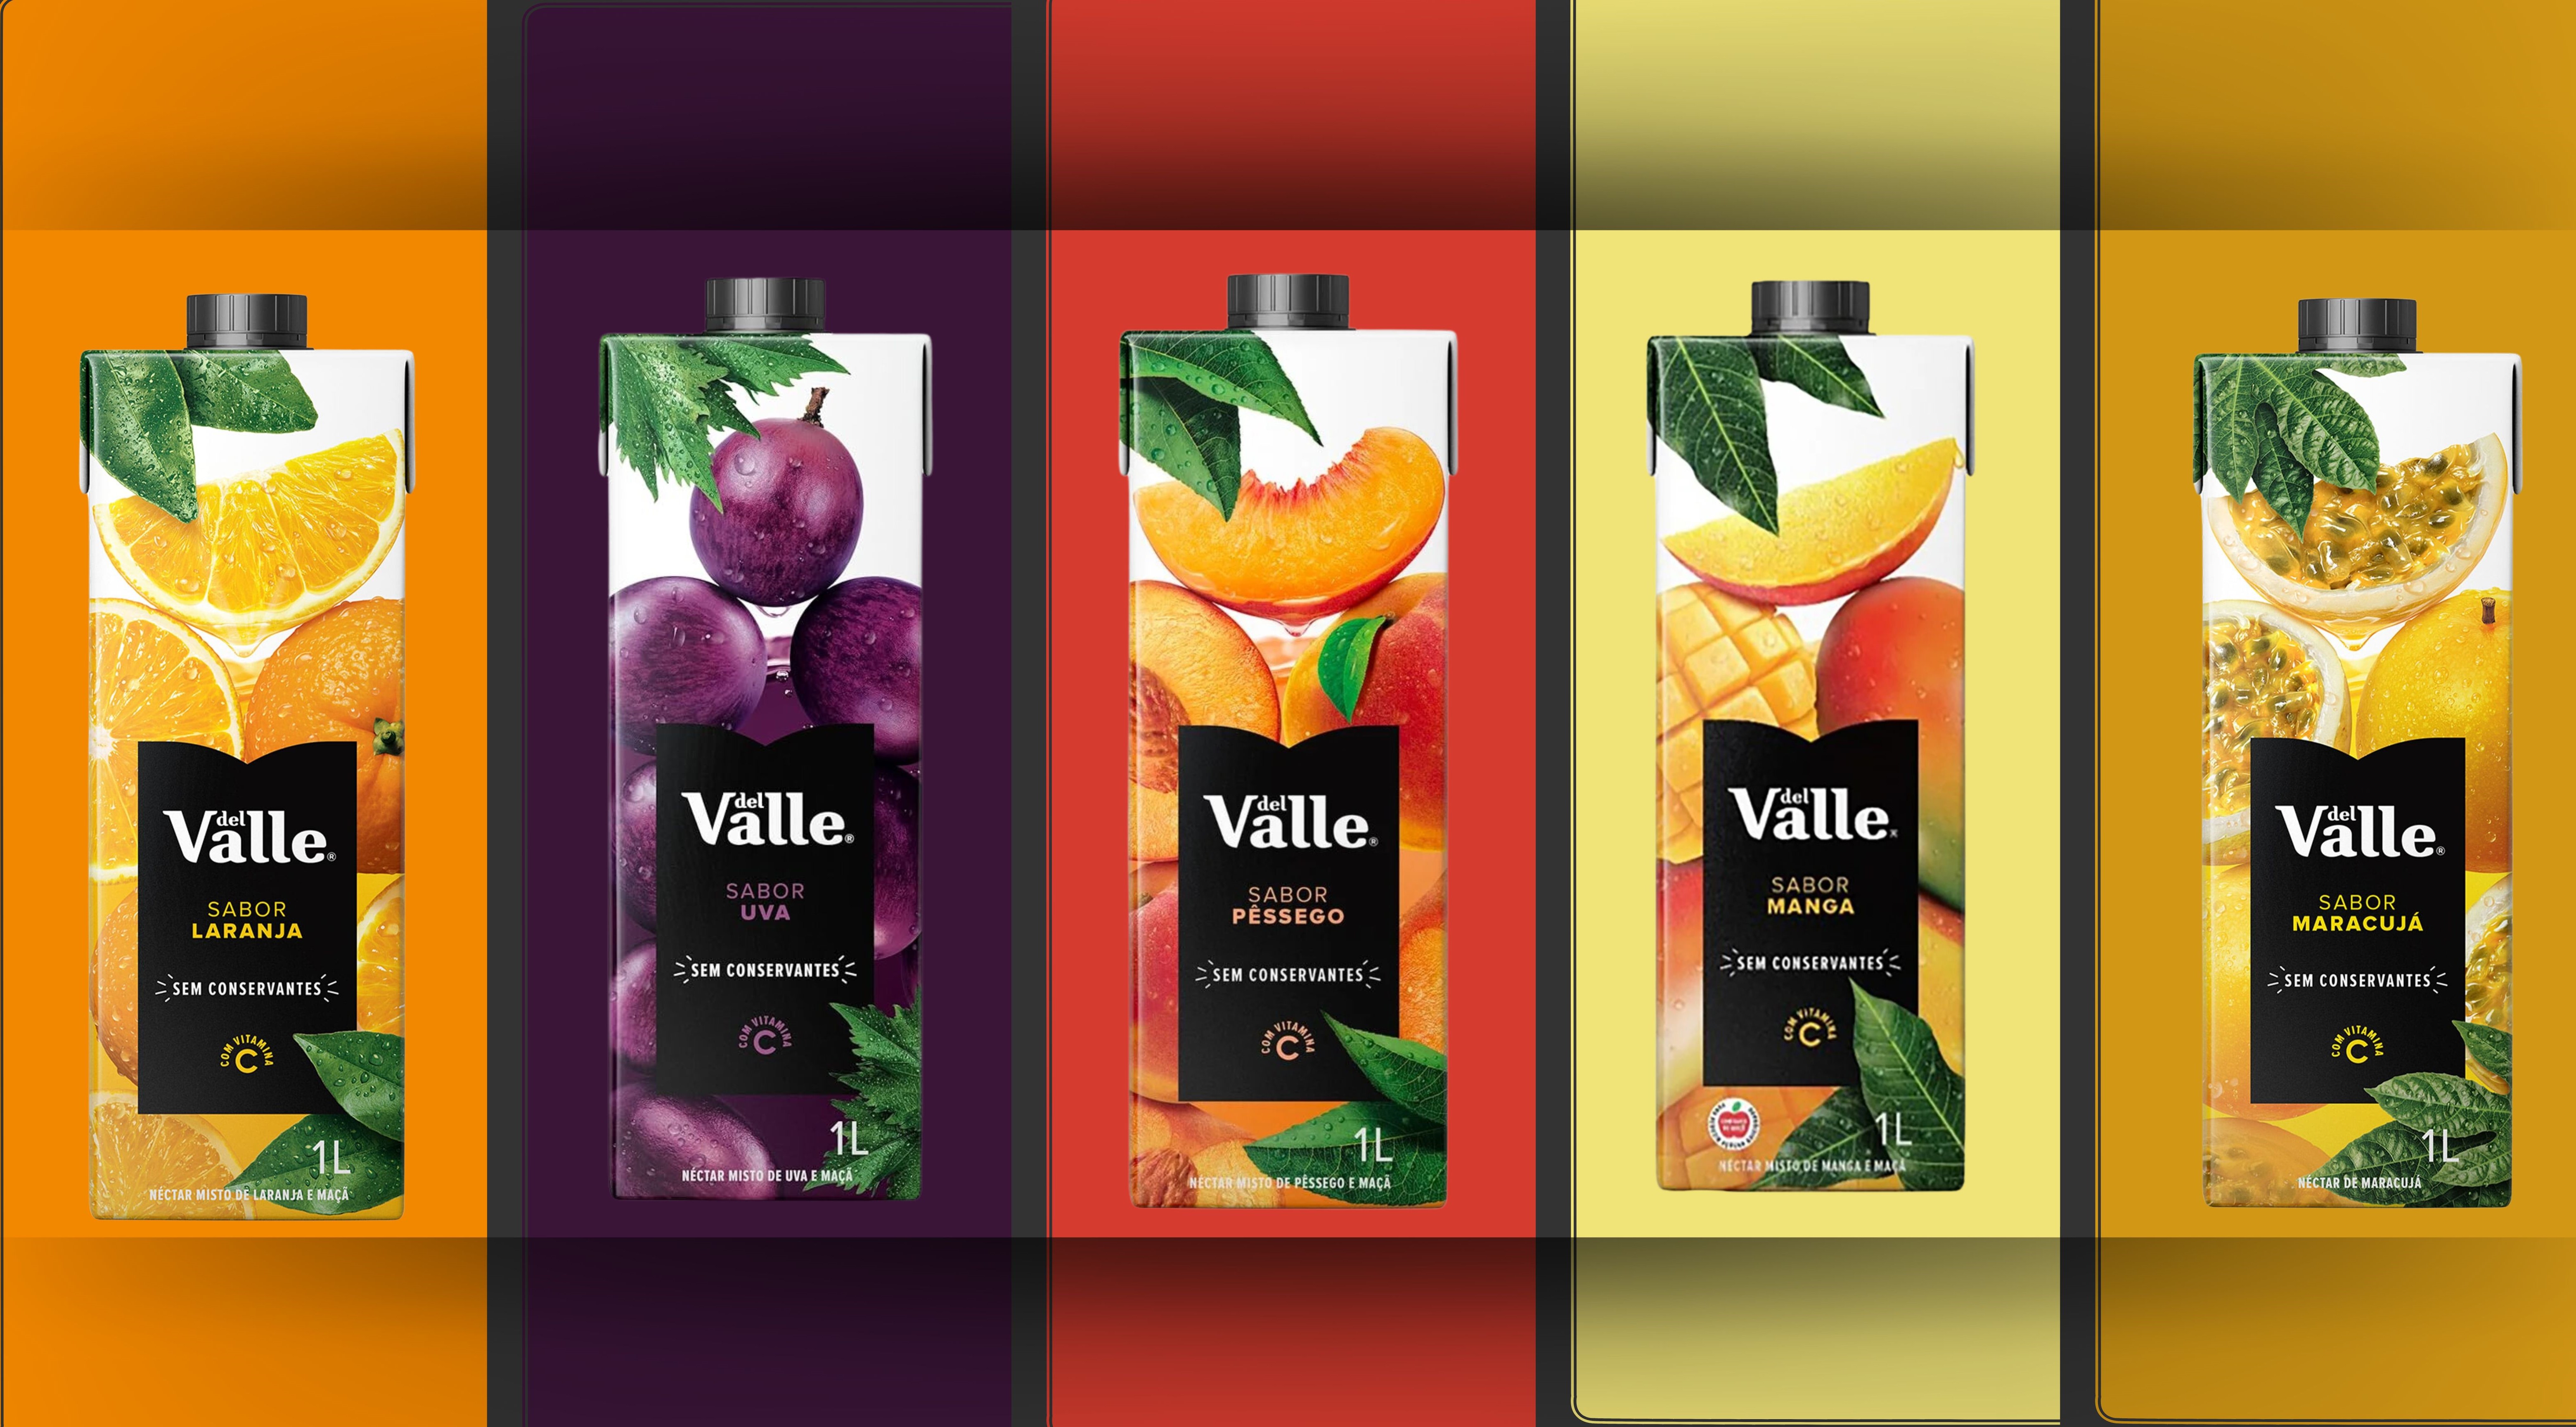 del
Valle®
SABOR
LARANJA
SEM CONSERVANTES
COM VITAMINA
C
1L
NÉCTAR MISTO DE LARANJA E MAÇÃ
del
Valle®
SABOR
UVA
SEM CONSERVANTES
COM VITAMINA
C
1L
NÉCTAR MISTO DE UVA E MAÇÃ
del
Valle®
SABOR
PÊSSEGO
SEM CONSERVANTES
COM VITAMINA
C
1L
NÉCTAR MISTO DE PÊSSEGO E MAÇÃ
del
Valle
SABOR
MANGA
SEM CONSERVANTES
COM VITAMINA
C
1L
NÉCTAR MISTO DE MANGA E MAÇÃ
del
Valle®
SABOR
MARACUJÁ
SEM CONSERVANTES
COM VITAMINA
C
1L
NÉCTAR DE MARACUJÁ